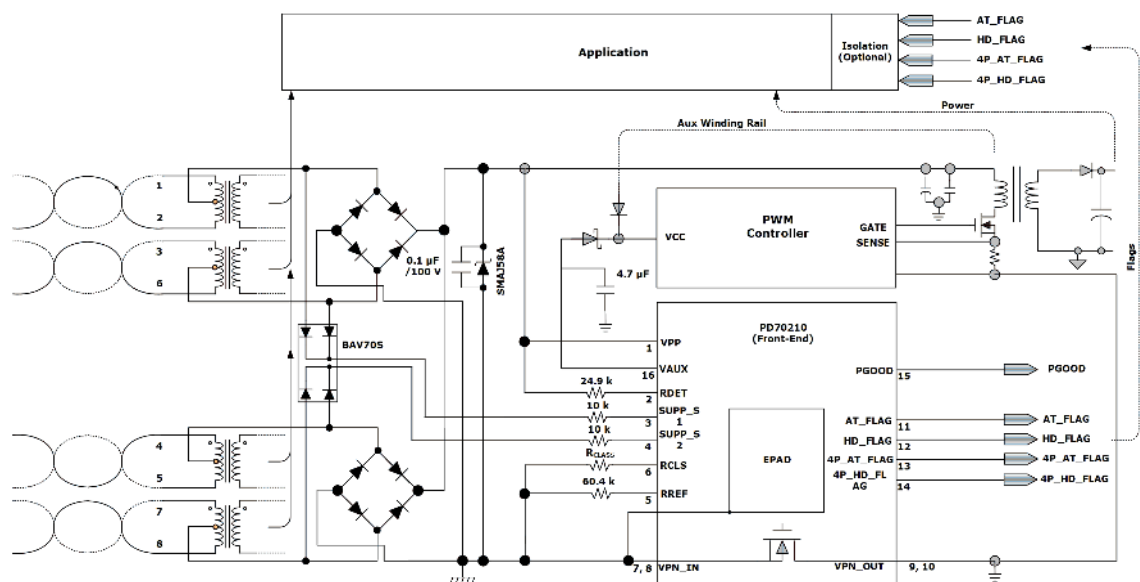 AT_FLAG
HD_FLAG
4P_AT_FLAG
4P_HD_FLAG
Application
Isolation
(Optional)
Power
Aux Winding Rail
Flags
1
2
3
6
0.1 µF
/100 V
SMAJ58A
PWM
Controller
VCC
GATE
SENSE
4.7 µF
BAV70S
PD70210
(Front-End)
VPP
1
VAUX
16
24.9 k
RDET
2
10 k
SUPP_S
1
3
10 k
SUPP_S
2
4
RCLASS
RCLS
6
60.4 k
RREF
5
EPAD
PGOOD
15
PGOOD
AT_FLAG
11
AT_FLAG
HD_FLAG
12
HD_FLAG
4P_AT_FLAG
13
4P_AT_FLAG
4P_HD_FL
AG
14
4P_HD_FLAG
4
5
7
8
7, 8
VPN_IN
VPN_OUT
9, 10